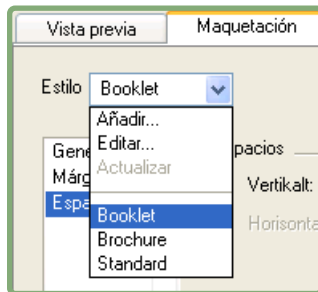 Vista previa Maquetación
Estilo Booklet
Añadir...
Editar...
Actualizar
Booklet
Brochure
Standard
Gene
Márg
Espa
pacios
Vertikalt:
Horisonta